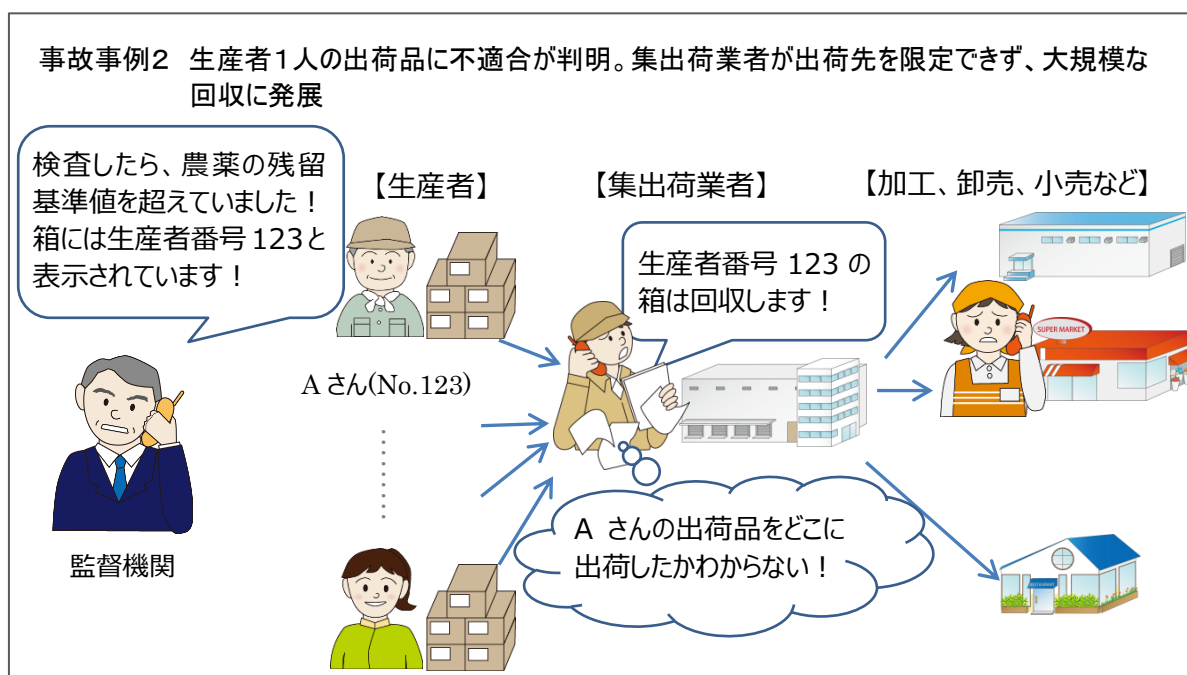 事故事例2 生産者1人の出荷品に不適合が判明。集出荷業者が出荷先を限定できず、大規模な
回収に発展
検査したら、農薬の残留
基準値を超えていました！
箱には生産者番号 123 と
表示されています！
【生産者】
【集出荷業者】
【加工、卸売、小売など】
生産者番号 123 の
箱は回収します！
SUPER MARKET
A さん(No.123)
A さんの出荷品をどこに
出荷したかわからない！
監督機関
RESTAURANT